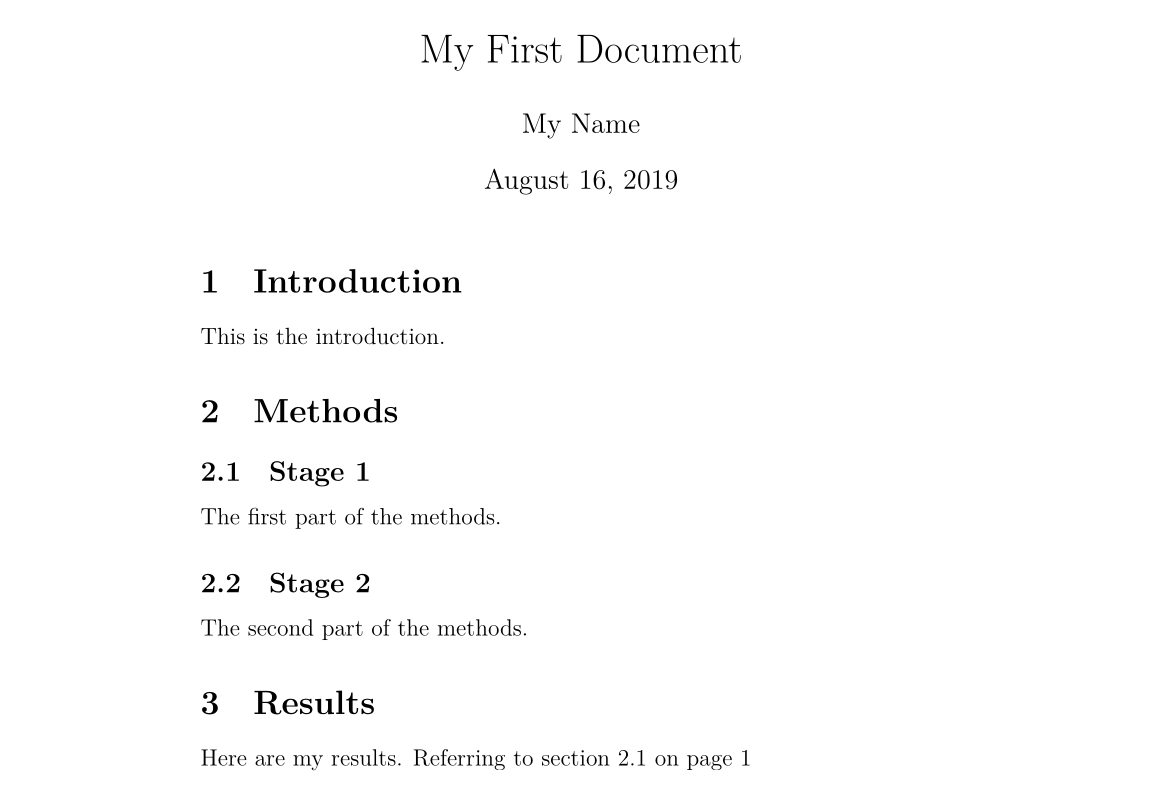 My First Document
My Name
August 16, 2019
1 Introduction
This is the introduction.
2 Methods
2.1 Stage 1
The first part of the methods.
2.2 Stage 2
The second part of the methods.
3 Results
Here are my results. Referring to section 2.1 on page 1